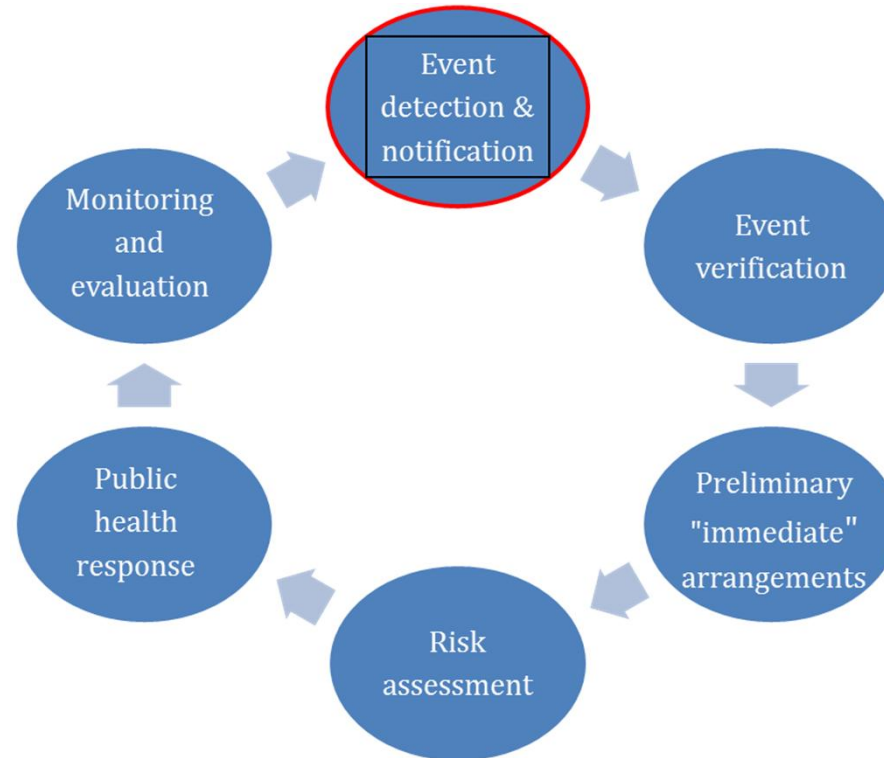 Event
detection &
notification
Event
verification
Preliminary
"immediate"
arrangements
Risk
assessment
Public
health
response
Monitoring
and
evaluation